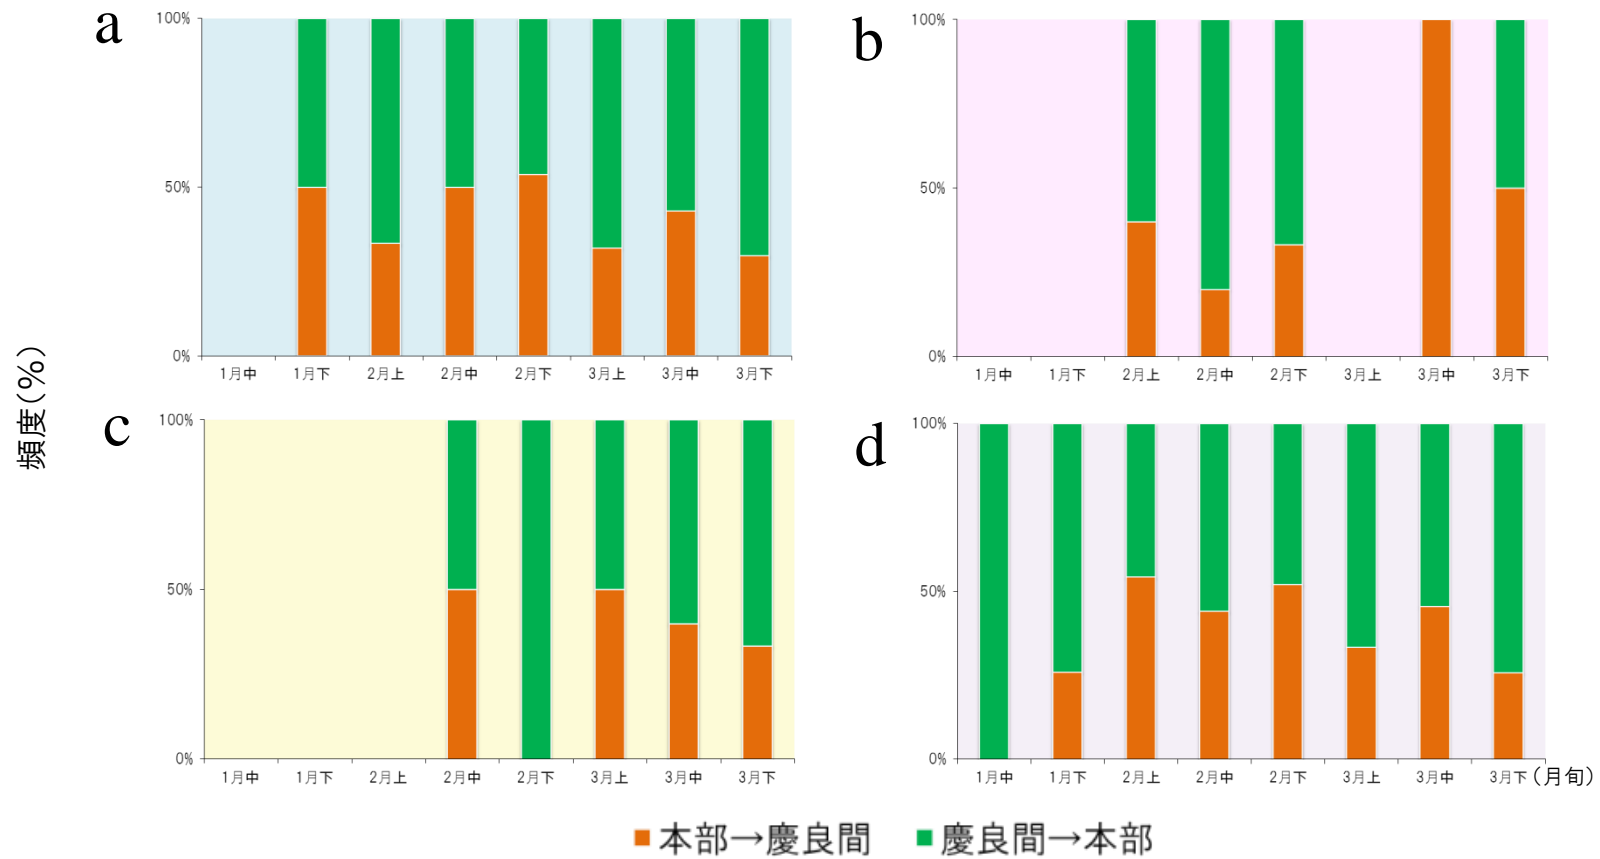 a
100%
50%
0%
1月中 1月下 2月上 2月中 2月下 3月上 3月中 3月下
b
100%
50%
0%
1月中 1月下 2月上 2月中 2月下 3月上 3月中 3月下
頻度(%)
c
100%
50%
0%
1月中 1月下 2月上 2月中 2月下 3月上 3月中 3月下
d
100%
50%
0%
1月中 1月下 2月上 2月中 2月下 3月上 3月中 3月下(月旬)
本部→慶良間 慶良間→本部